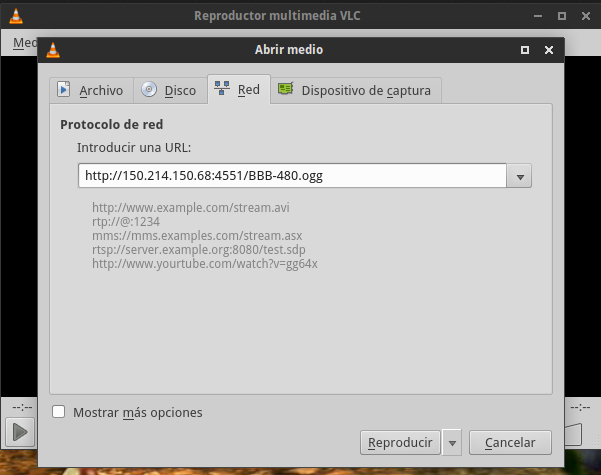 Reproductor multimedia VLC
Med
Abrir medio
Archivo Disco Red Dispositivo de captura
Protocolo de red
Introducir una URL:
http://150.214.150.68:4551/BBB-480.ogg
http://www.example.com/stream.avi
rtp://@:1234
mms://mms.examples.com/stream.asx
rtsp://server.example.org:8080/test.sdp
http://www.yourtube.com/watch?v=gg64x
--:-- --:--
Mostrar más opciones
Reproducir Cancelar